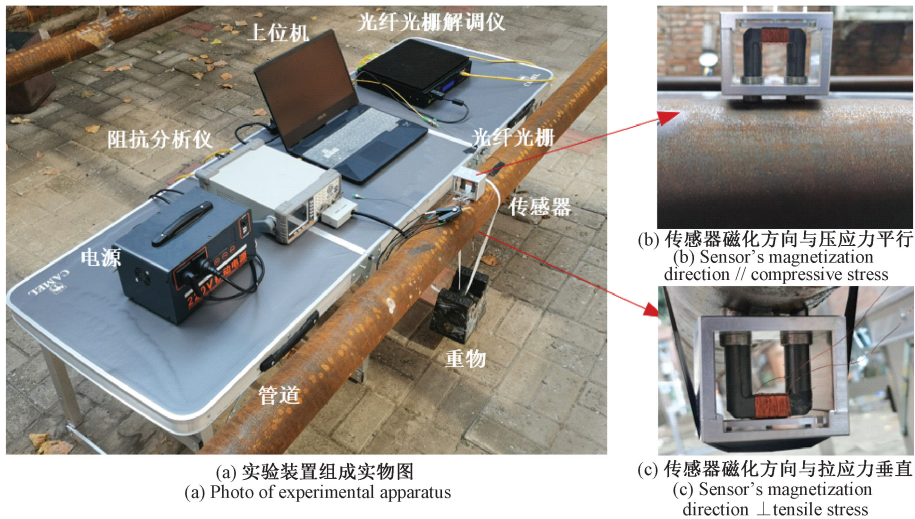 上位机
光纤光栅解调仪
阻抗分析仪
光纤光栅
传感器
电源
CAMEL
CAMEL
重物
管道
(a) 实验装置组成实物图
(a) Photo of experimental apparatus
(b) 传感器磁化方向与压应力平行
(b) Sensor's magnetization
direction // compressive stress
(c) 传感器磁化方向与拉应力垂直
(c) Sensor's magnetization
direction ⊥tensile stress